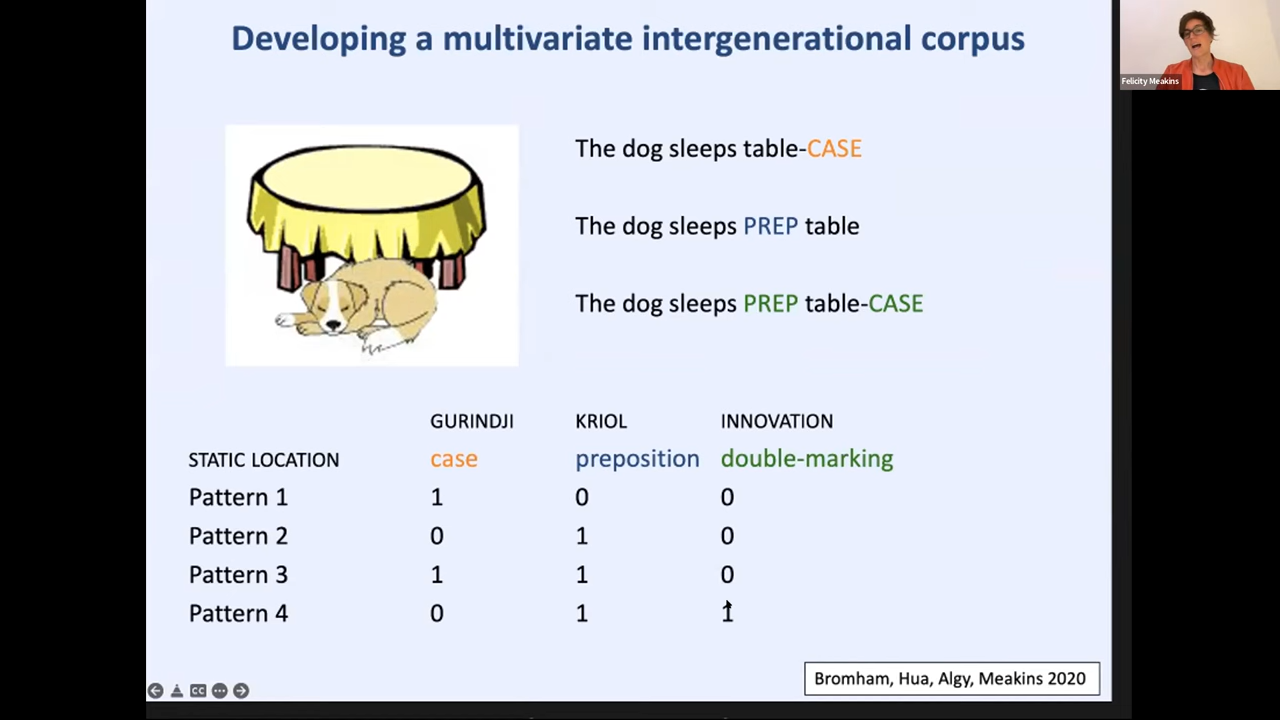 Developing a multivariate intergenerational corpus
Felicity Meakins
The dog sleeps table-CASE
The dog sleeps PREP table
The dog sleeps PREP table-CASE
GURINDJI KRIOL INNOVATION
STATIC LOCATION case preposition double-marking
Pattern 1 1 0 0
Pattern 2 0 1 0
Pattern 3 1 1 0
Pattern 4 0 1 1
Bromham, Hua, Algy, Meakins 2020
CC